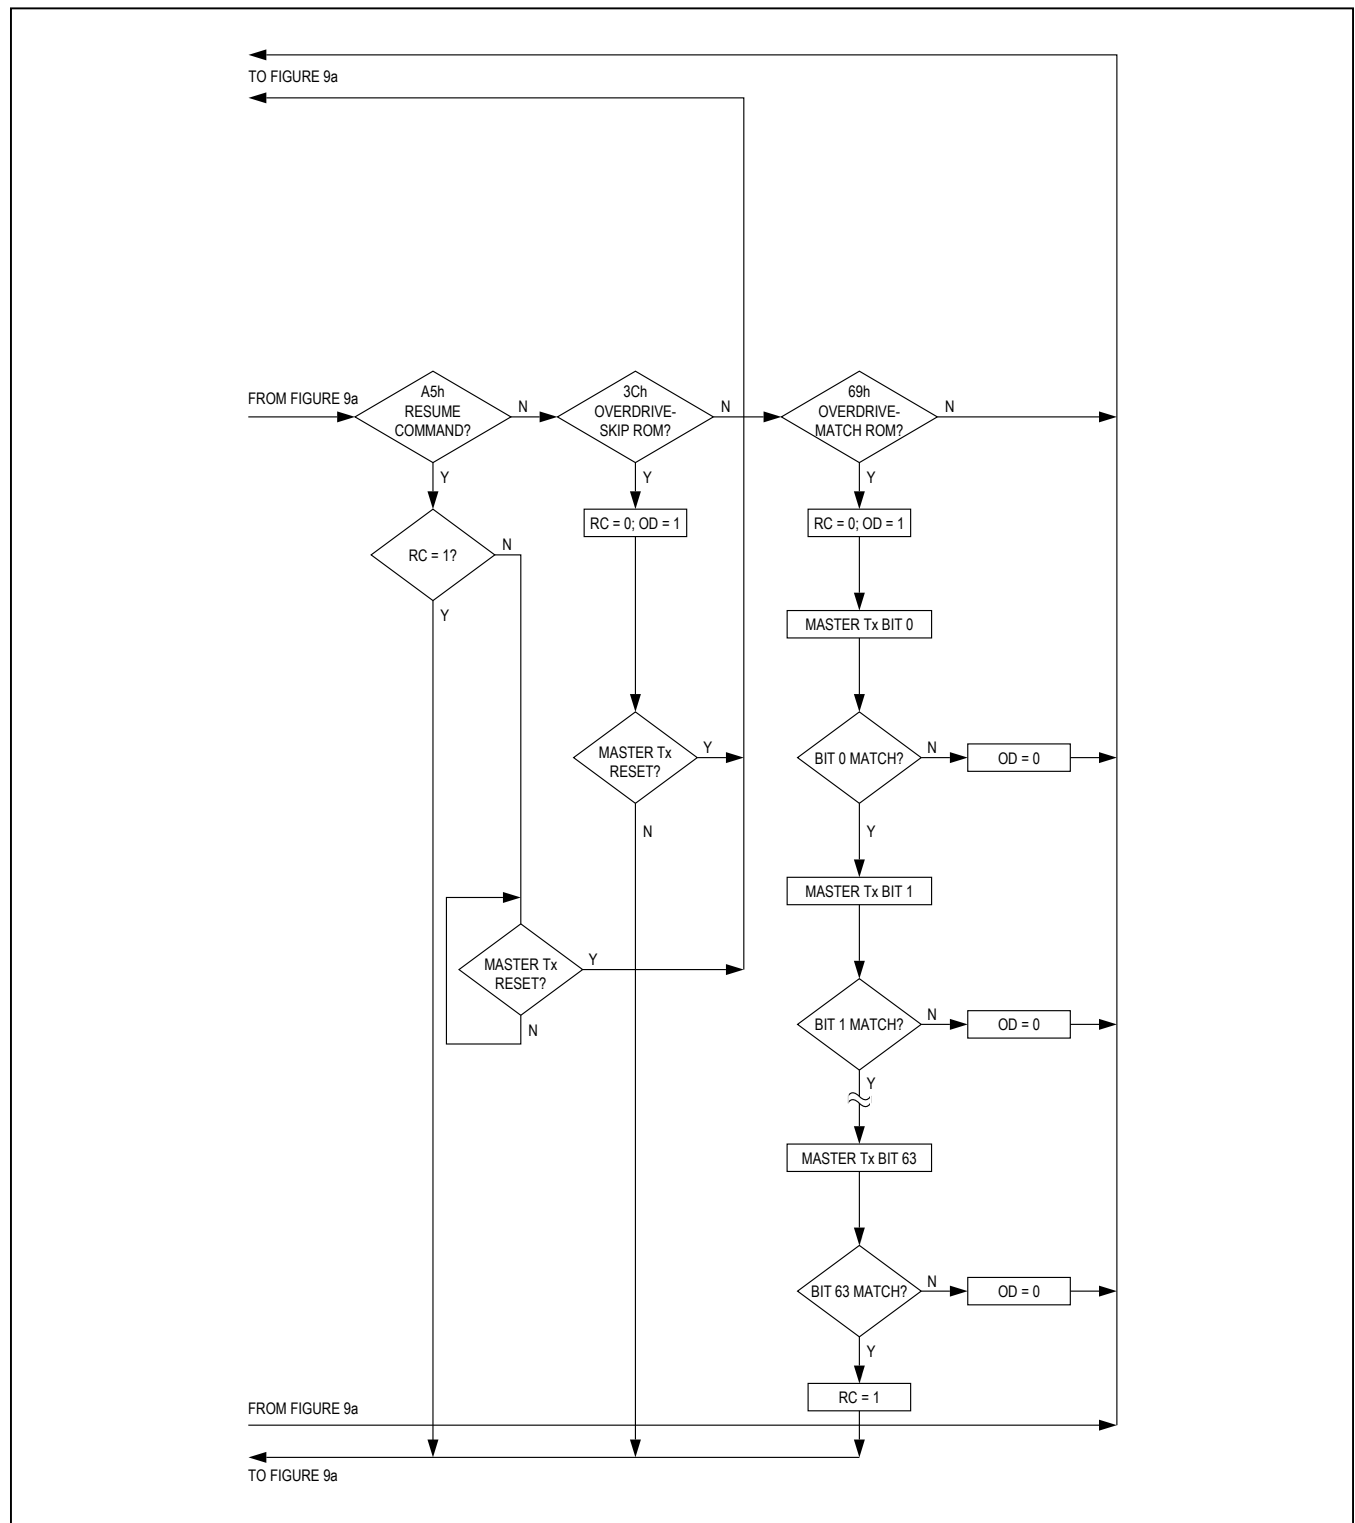 TO FIGURE 9a
FROM FIGURE 9a
A5h
RESUME
COMMAND?
N
3Ch
OVERDRIVE-
SKIP ROM?
N
69h
OVERDRIVE-
MATCH ROM?
N
Y
Y
Y
RC = 1?
N
RC = 0; OD = 1
RC = 0; OD = 1
Y
MASTER Tx BIT 0
MASTER Tx
RESET?
Y
N
BIT 0 MATCH?
N
OD = 0
Y
MASTER Tx BIT 1
MASTER Tx
RESET?
Y
N
BIT 1 MATCH?
N
OD = 0
Y
MASTER Tx BIT 63
BIT 63 MATCH?
N
OD = 0
Y
RC = 1
FROM FIGURE 9a
TO FIGURE 9a